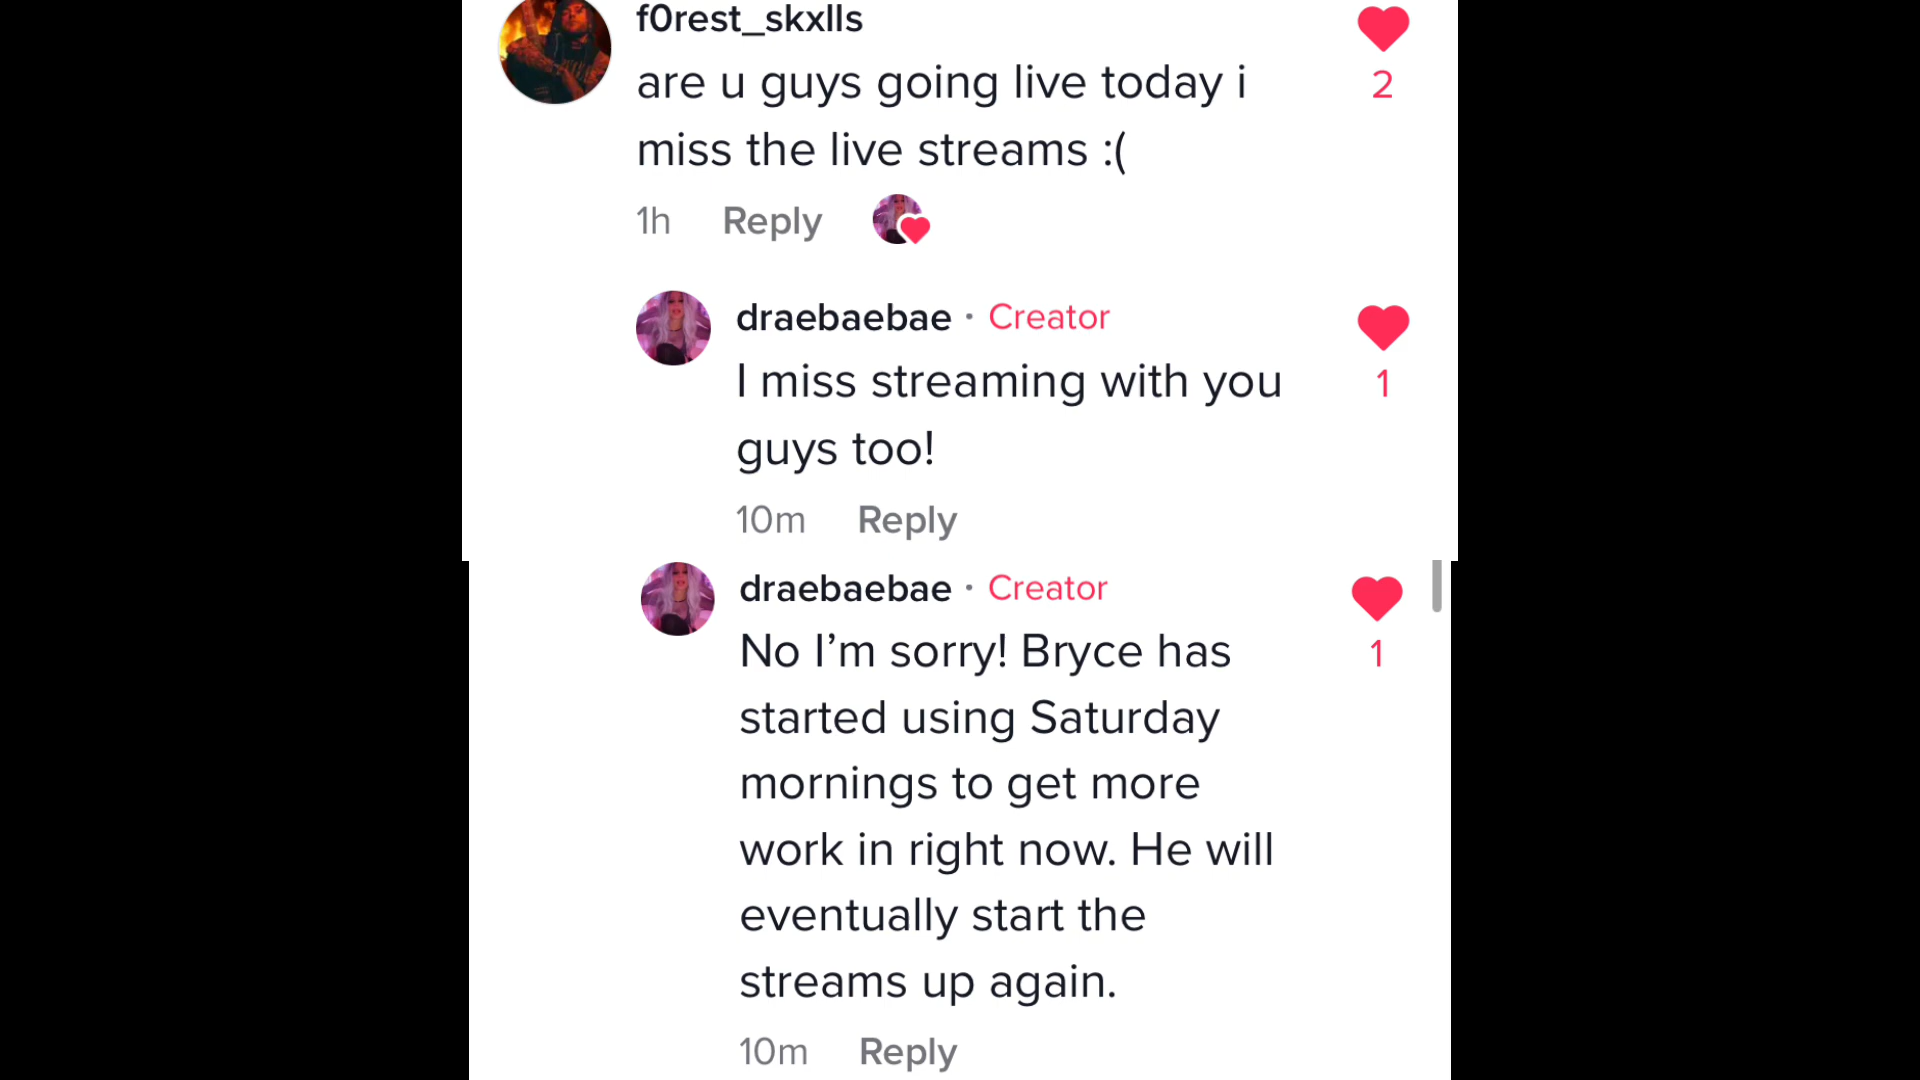 f0rest_skxlls
are u guys going live today i
miss the live streams :(
2
1h Reply
draebaebae · Creator
I miss streaming with you
guys too!
1
10m Reply
draebaebae · Creator
No I’m sorry! Bryce has
started using Saturday
mornings to get more
work in right now. He will
eventually start the
streams up again.
1
10m Reply